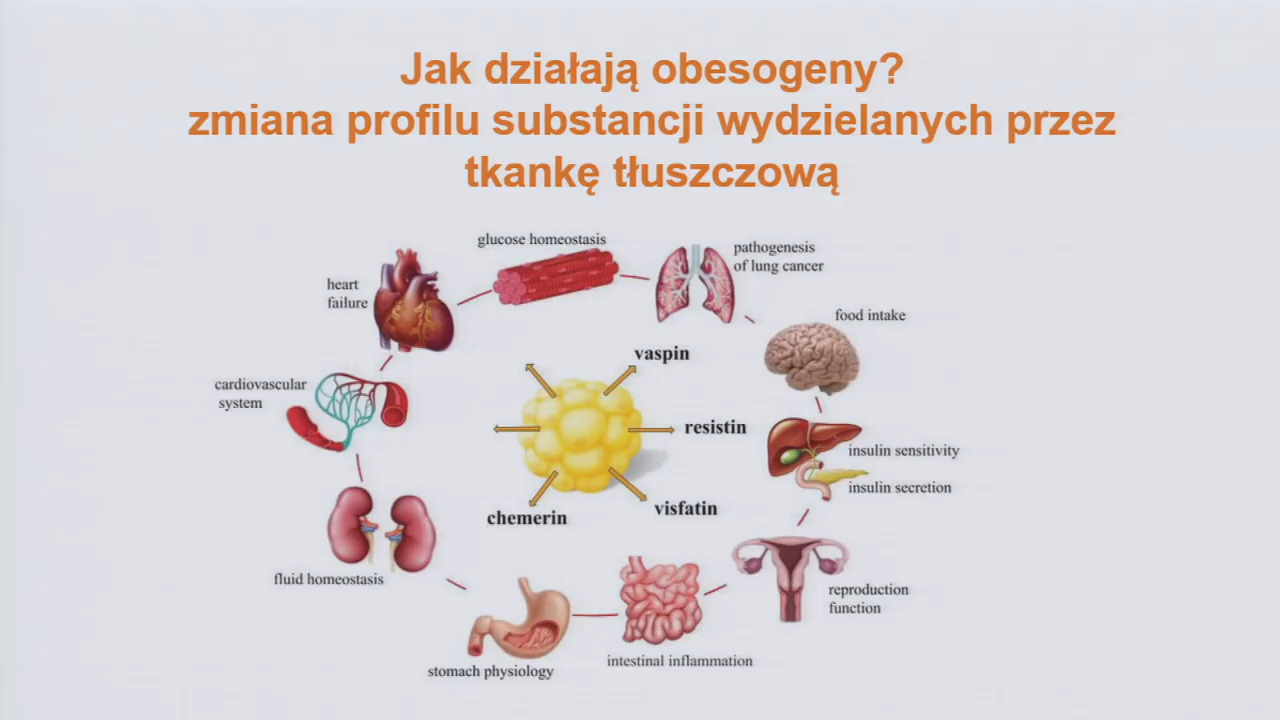 Jak działają obesogeny?
zmiana profilu substancji wydzielanych przez
tkankę tłuszczową
glucose homeostasis
pathogenesis
of lung cancer
heart
failure
food intake
vaspin
cardiovascular
system
resistin
insulin sensitivity
insulin secretion
visfatin
chemerin
fluid homeostasis
reproduction
function
intestinal inflammation
stomach physiology